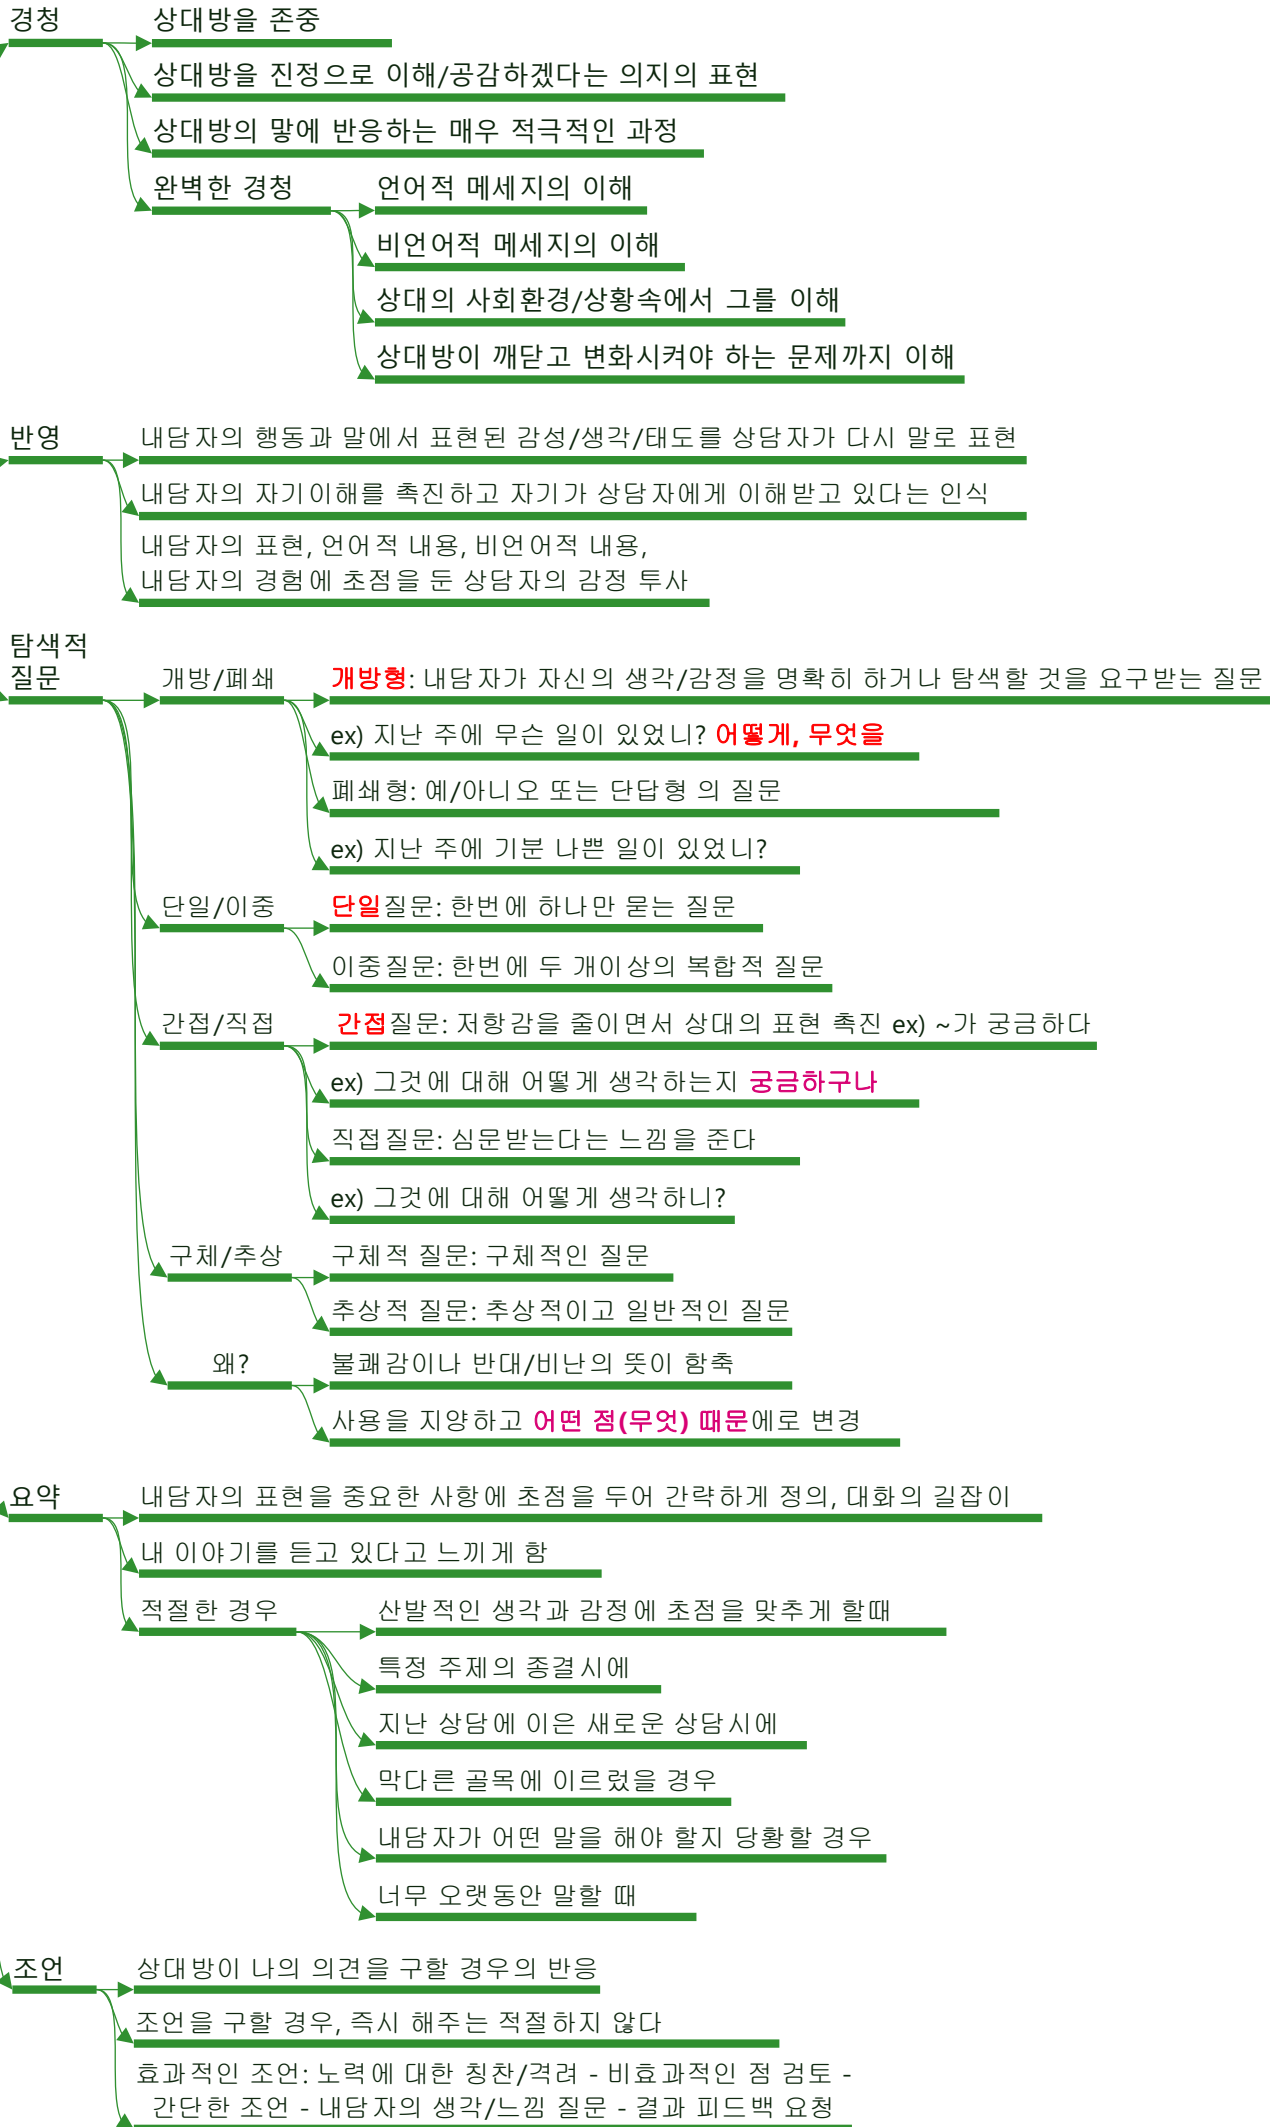 경청
상대방을 존중
상대방을 진정으로 이해/공감하겠다는 의지의 표현
상대방의 맣에 반응하는 매우 적극적인 과정
완벽한 경청
언어적 메세지의 이해
비언어적 메세지의 이해
상대의 사회환경/상황속에서 그를 이해
상대방이 깨닫고 변화시켜야 하는 문제까지 이해
반영
내담자의 행동과 말에서 표현된 감성/생각/태도를 상담자가 다시 말로 표현
내담자의 자기이해를 촉진하고 자기가 상담자에게 이해받고 있다는 인식
내담자의 표현, 언어적 내용, 비언어적 내용,
내담자의 경험에 초점을 둔 상담자의 감정 투사
탐색적
질문
개방/폐쇄
개방형: 내담자가 자신의 생각/감정을 명확히 하거나 탐색할 것을 요구받는 질문
ex) 지난 주에 무슨 일이 있었니? 어떻게, 무엇을
폐쇄형: 예/아니오 또는 단답형 의 질문
ex) 지난 주에 기분 나쁜 일이 있었니?
단일/이중
단일질문: 한번에 하나만 묻는 질문
이중질문: 한번에 두 개이상의 복합적 질문
간접/직접
간접질문: 저항감을 줄이면서 상대의 표현 촉진 ex) ~가 궁금하다
ex) 그것에 대해 어떻게 생각하는지 궁금하구나
직접질문: 심문받는다는 느낌을 준다
ex) 그것에 대해 어떻게 생각하니?
구체/추상
구체적 질문: 구체적인 질문
추상적 질문: 추상적이고 일반적인 질문
왜?
불쾌감이나 반대/비난의 뜻이 함축
사용을 지양하고 어떤 점(무엇) 때문에로 변경
요약
내담자의 표현을 중요한 사항에 초점을 두어 간략하게 정의, 대화의 길잡이
내 이야기를 듣고 있다고 느끼게 함
적절한 경우
산발적인 생각과 감정에 초점을 맞추게 할때
특정 주제의 종결시에
지난 상담에 이은 새로운 상담시에
막다른 골목에 이르렀을 경우
내담자가 어떤 말을 해야 할지 당황할 경우
너무 오랫동안 말할 때
조언
상대방이 나의 의견을 구할 경우의 반응
조언을 구할 경우, 즉시 해주는 적절하지 않다
효과적인 조언: 노력에 대한 칭찬/격려 - 비효과적인 점 검토 -
간단한 조언 - 내담자의 생각/느낌 질문 - 결과 피드백 요청